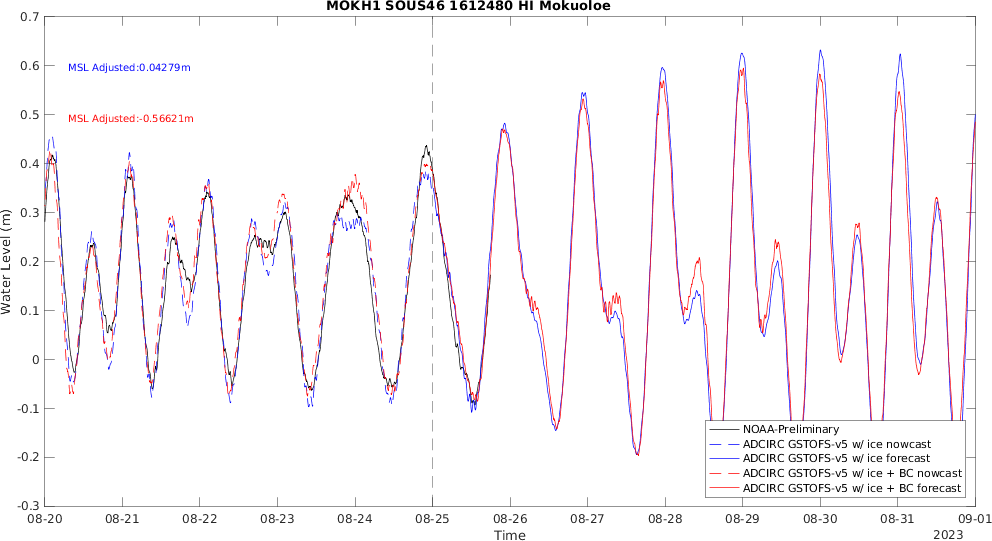 MOKH1 SOUS46 1612480 HI Mokuoloe
0.7
0.6
0.5
0.4
0.3
0.2
0.1
0
-0.1
-0.2
-0.3
Water Level (m)
MSL Adjusted:0.04279m
MSL Adjusted:-0.56621m
NOAA-Preliminary
ADCIRC GSTOFS-v5 w/ ice nowcast
ADCIRC GSTOFS-v5 w/ ice forecast
ADCIRC GSTOFS-v5 w/ ice + BC nowcast
ADCIRC GSTOFS-v5 w/ ice + BC forecast
08-20 08-21 08-22 08-23 08-24 08-25 08-26 08-27 08-28 08-29 08-30 08-31 09-01
Time
2023